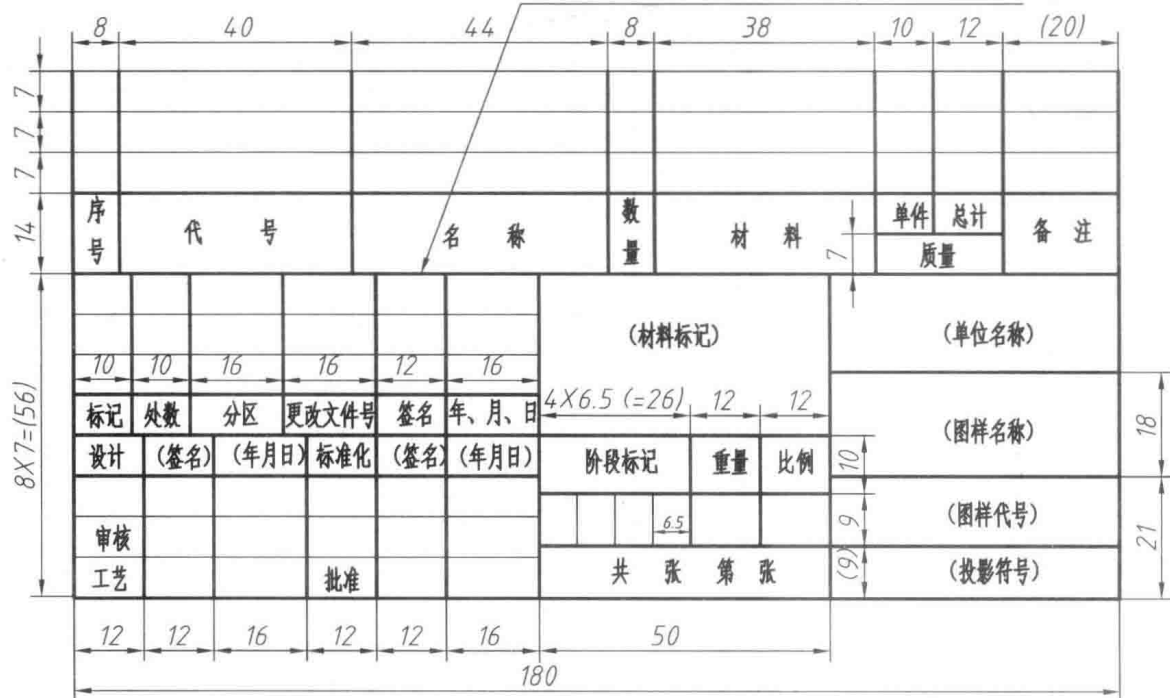 8 40 44 8 38 10 12 (20)
7
7
7
14
序号 代号 名称 数量 材料 单件 总计 备注
7 质量
8X7=(56)
(材料标记) (单位名称)
10 10 16 16 12 16
4X6.5 (=26) 12 12
标记 处数 分区 更改文件号 签名 年、月、日
(图样名称) 18
设计 (签名) (年月日) 标准化 (签名) (年月日) 阶段标记 重量 比例 10
6.5 9 (图样代号)
审核
21
工艺 批准 共 张 第 张 (9) (投影符号)
12 12 16 12 12 16 50
180